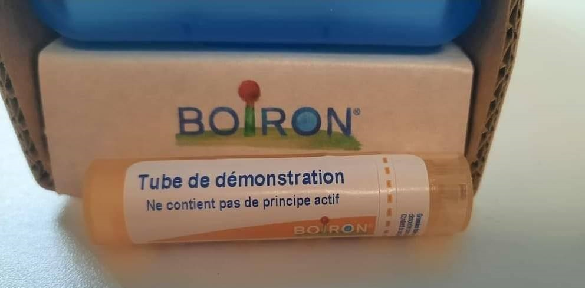 BOIRON®
Tube de démonstration
Ne contient pas de principe actif
BOIRON